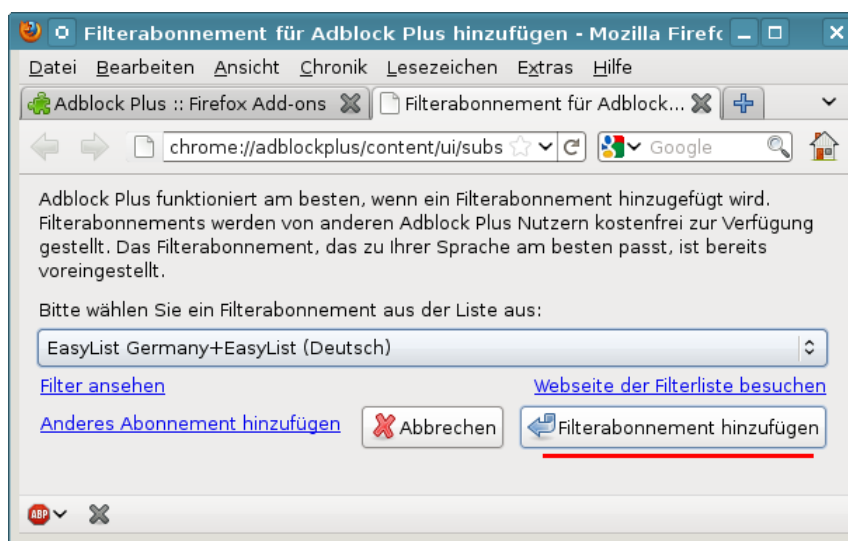 Filterabonnement für Adblock Plus hinzufügen - Mozilla Firefo
Datei Bearbeiten Ansicht Chronik Lesezeichen Extras Hilfe
Adblock Plus :: Firefox Add-ons Filterabonnement für Adblock...
chrome://adblockplus/content/ui/subs Google
Adblock Plus funktioniert am besten, wenn ein Filterabonnement hinzugefügt wird.
Filterabonnements werden von anderen Adblock Plus Nutzern kostenfrei zur Verfügung
gestellt. Das Filterabonnement, das zu Ihrer Sprache am besten passt, ist bereits
voreingestellt.
Bitte wählen Sie ein Filterabonnement aus der Liste aus:
EasyList Germany+EasyList (Deutsch)
Filter ansehen Webseite der Filterliste besuchen
Anderes Abonnement hinzufügen Abbrechen Filterabonnement hinzufügen
ABP